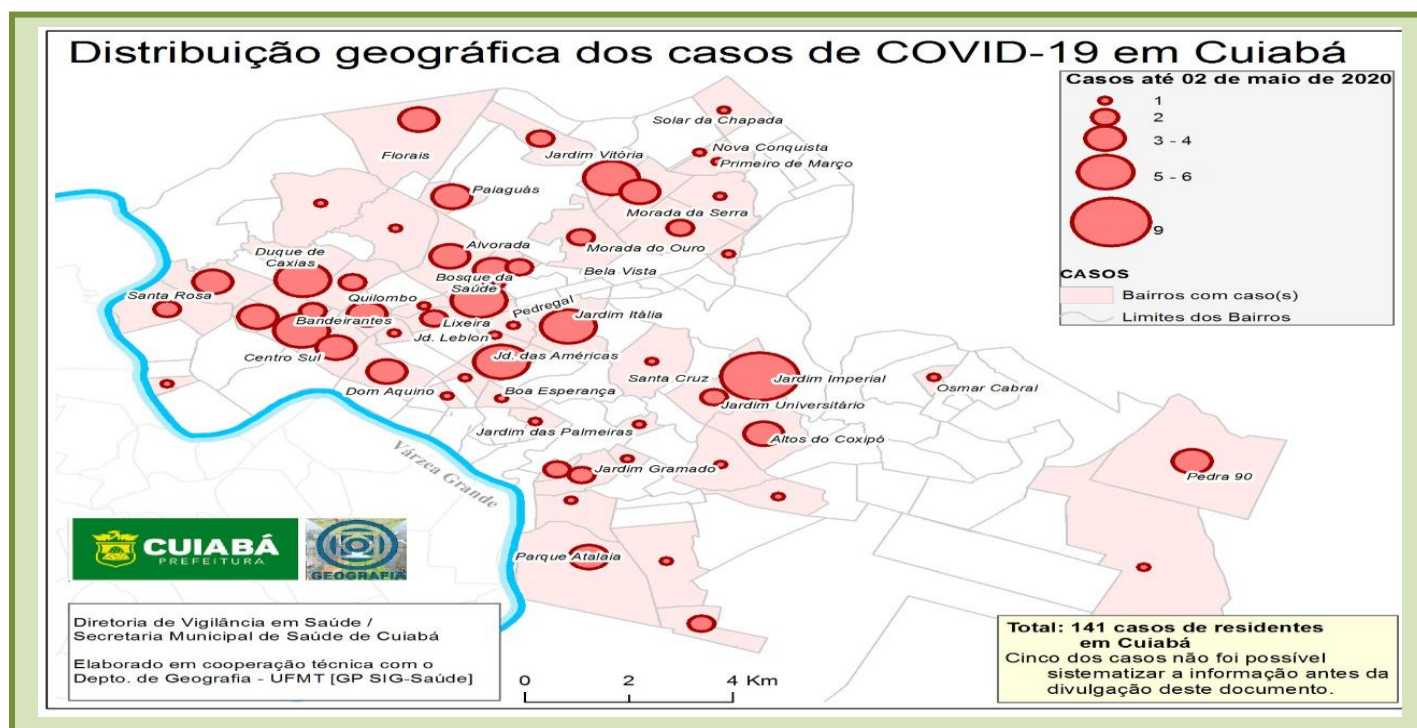 Distribuição geográfica dos casos de COVID-19 em Cuiabá
Casos até 02 de maio de 2020
1
2
3 - 4
5 - 6
9
CASOS
Bairros com caso(s)
Limites dos Bairros
Solar da Chapada
Nova Conquista
Primeiro de Março
Jardim Vitória
Florais
Paiaguás
Morada da Serra
Morada do Ouro
Alvorada
Bela Vista
Duque de
Caxias
Bosque da
Saúde
Santa Rosa
Quilombo
Pedregal
Jardim Itália
Bandeirantes
Lixeira
Jd. Leblon
Centro Sul
Jd. das Américas
Santa Cruz
Jardim Imperial
Osmar Cabral
Dom Aquino
Boa Esperança
Jardim Universitário
Jardim das Palmeiras
Altos do Coxipó
Várzea Grande
Jardim Gramado
Pedra 90
Parque Atalaia
CUIABÁ
PREFEITURA
GEOGRAFIA
Diretoria de Vigilância em Saúde /
Secretaria Municipal de Saúde de Cuiabá
Elaborado em cooperação técnica com o
Depto. de Geografia - UFMT [GP SIG-Saúde]
0 2 4 Km
Total: 141 casos de residentes
em Cuiabá
Cinco dos casos não foi possível
sistematizar a informação antes da
divulgação deste documento.